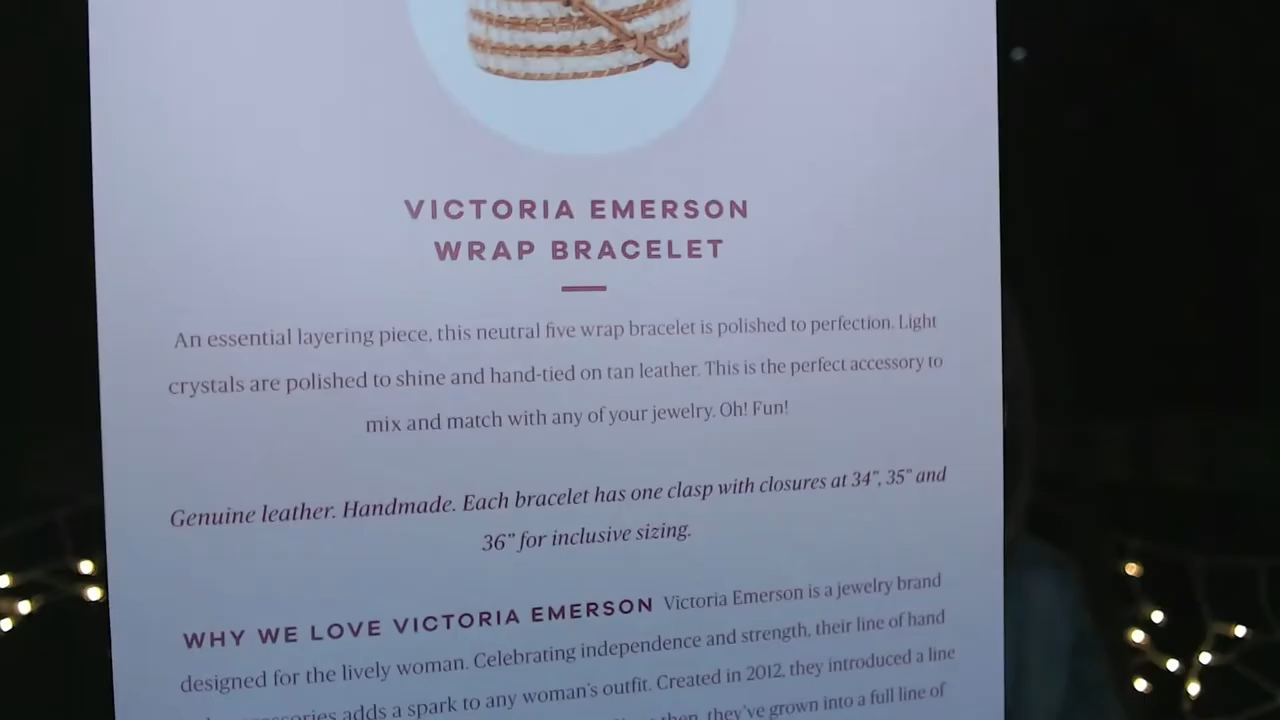 VICTORIA EMERSON
WRAP BRACELET
An essential layering piece, this neutral five wrap bracelet is polished to perfection. Light
crystals are polished to shine and hand-tied on tan leather. This is the perfect accessory to
mix and match with any of your jewelry. Oh! Fun!
Genuine leather. Handmade. Each bracelet has one clasp with closures at 34", 35" and
36" for inclusive sizing.
WHY WE LOVE VICTORIA EMERSON Victoria Emerson is a jewelry brand
designed for the lively woman. Celebrating independence and strength, their line of hand
adds a spark to any woman's outfit. Created in 2012, they introduced a line
they've grown into a full line of